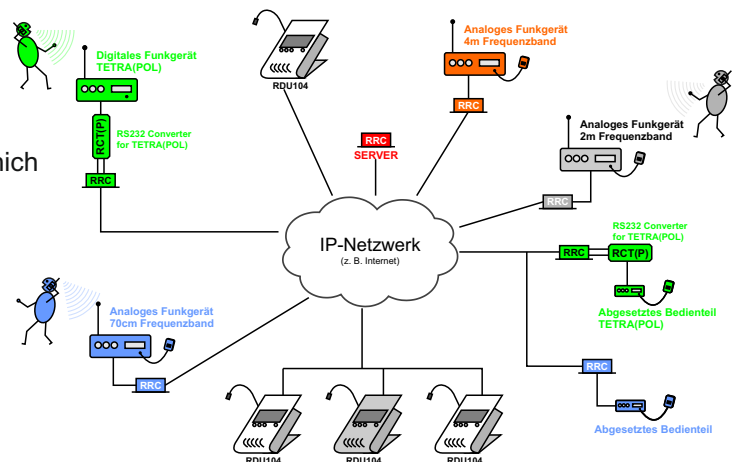 Digitales Funkgerät
TETRA(POL)
RCT(P)
RS232 Converter
for TETRA(POL)
RRC
RDU104
RRC
SERVER
Analoges Funkgerät
4m Frequenzband
RRC
Analoges Funkgerät
2m Frequenzband
RRC
IP-Netzwerk
(z. B. Internet)
RS232 Converter
for TETRA(POL)
RRC
RCT(P)
Abgesetztes Bedienteil
TETRA(POL)
Analoges Funkgerät
70cm Frequenzband
RRC
RRC
Abgesetztes Bedienteil
RDU104
RDU104
RDU104